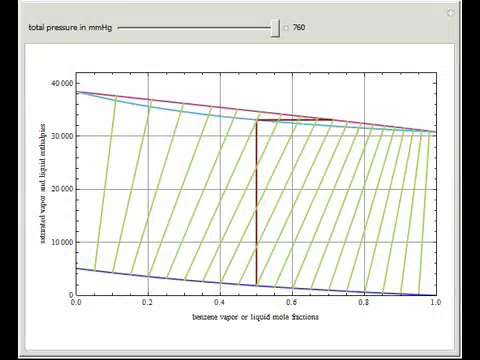 total pressure in mmHg 760
40 000
30 000
20 000
10 000
0
saturated vapor and liquid enthalpies
0.0 0.2 0.4 0.6 0.8 1.0
benzene vapor or liquid mole fractions